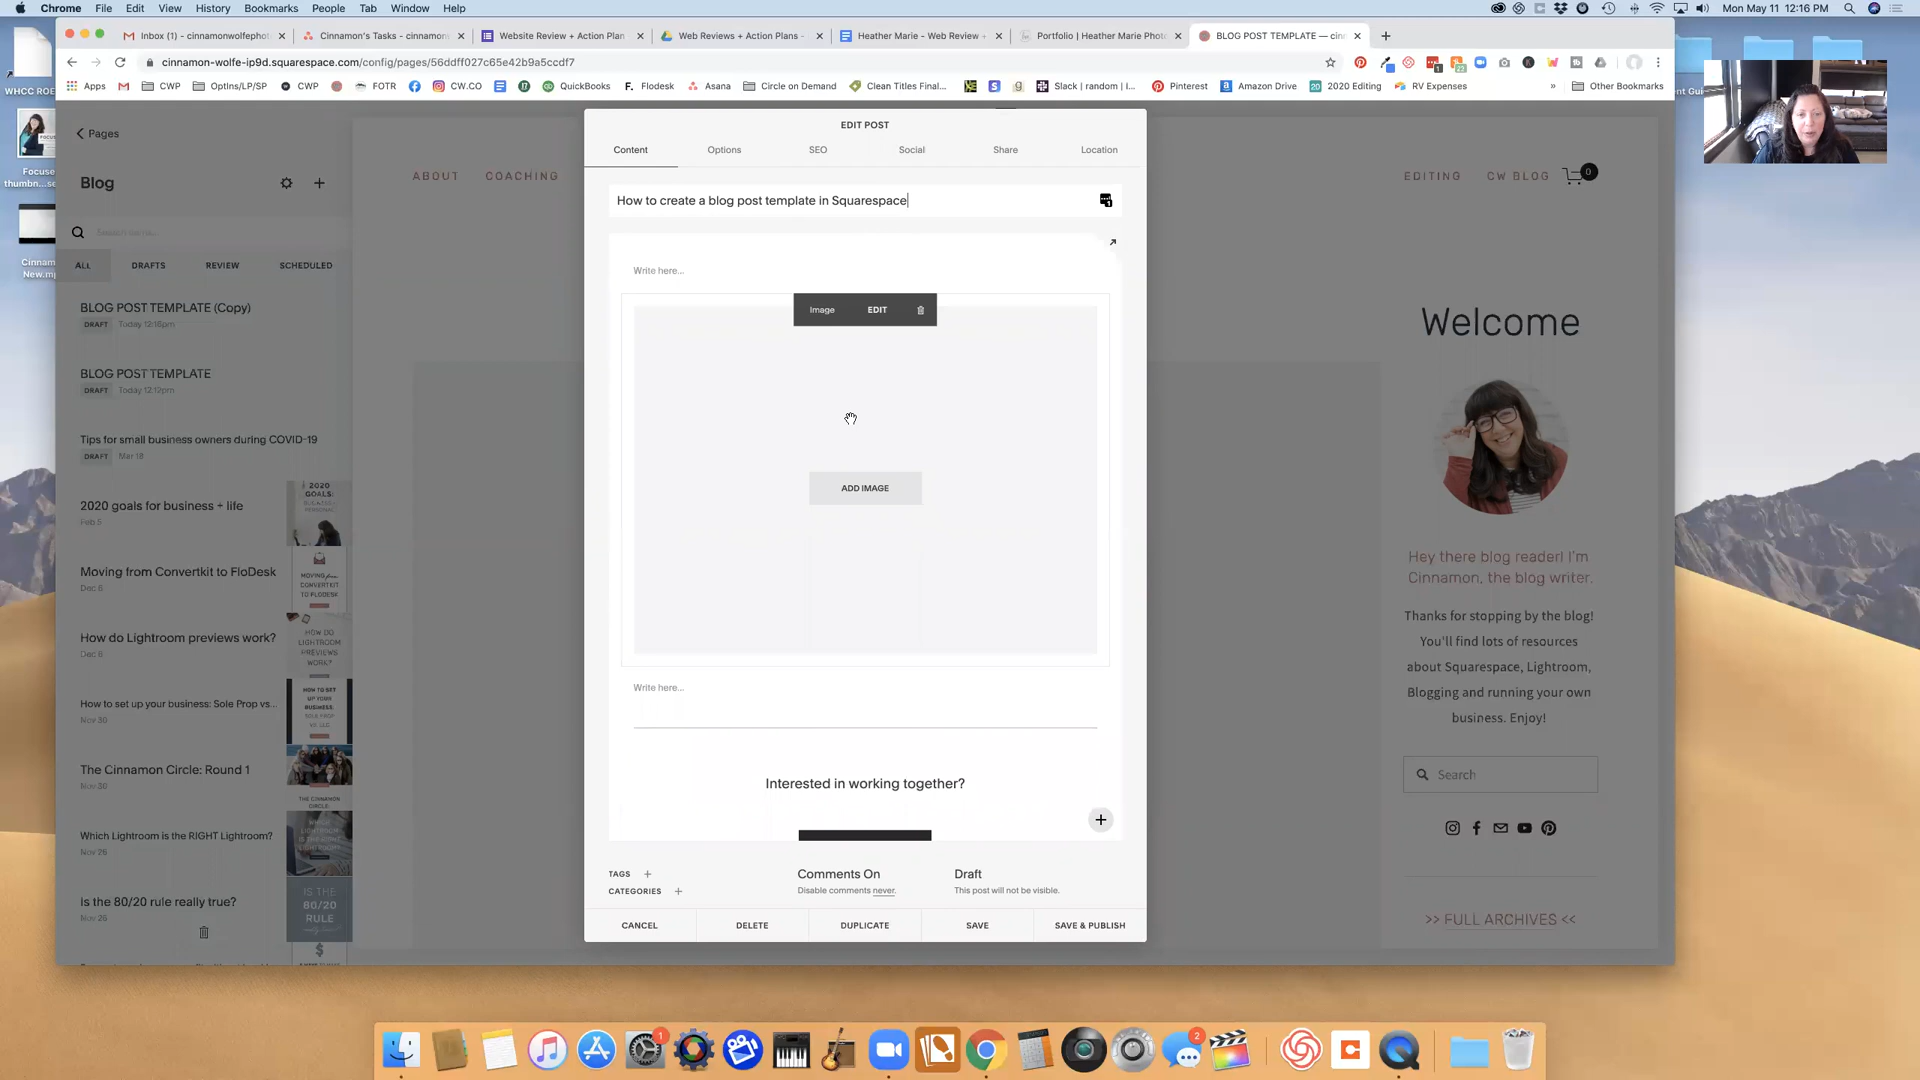 Chrome File Edit View History Bookmarks People Tab Window Help
Mon May 11 12:16 PM
Inbox (1) - cinnamonwolfepho
Cinnamon's Tasks - cinnamon
Website Review + Action Plan
Web Reviews + Action Plans -
Heather Marie - Web Review +
Portfolio | Heather Marie Phot
BLOG POST TEMPLATE — cin
cinnamon-wolfe-ip9d.squarespace.com/config/pages/56ddff027c65e42b9a5ccdf7
Apps CWP OptIns/LP/SP CWP FOTR CW.CO QuickBooks Flodesk Asana Circle on Demand Clean Titles Final... Slack | random | I... Pinterest Amazon Drive 2020 Editing RV Expenses » Other Bookmarks
WHCC ROE
Focuse
thumbn...se
Cinnam
New.m
Pages
Blog
ALL DRAFTS REVIEW SCHEDULED
BLOG POST TEMPLATE (Copy)
DRAFT Today 12:16pm
BLOG POST TEMPLATE
DRAFT Today 12:12pm
Tips for small business owners during COVID-19
DRAFT Mar 18
2020 goals for business + life
Feb 5
Moving from Convertkit to FloDesk
Dec 6
How do Lightroom previews work?
Dec 6
How to set up your business: Sole Prop vs...
Nov 30
The Cinnamon Circle: Round 1
Nov 30
Which Lightroom is the RIGHT Lightroom?
Nov 26
Is the 80/20 rule really true?
Nov 26
ABOUT COACHING
EDIT POST
Content Options SEO Social Share Location
How to create a blog post template in Squarespace
Write here...
Image EDIT
ADD IMAGE
Write here...
Interested in working together?
TAGS +
CATEGORIES +
Comments On
Disable comments never.
Draft
This post will not be visible.
CANCEL DELETE DUPLICATE SAVE SAVE & PUBLISH
EDITING CW BLOG 0
Welcome
Hey there blog reader! I'm
Cinnamon, the blog writer.
Thanks for stopping by the blog!
You'll find lots of resources
about Squarespace, Lightroom,
Blogging and running your own
business. Enjoy!
Search
>> FULL ARCHIVES <<